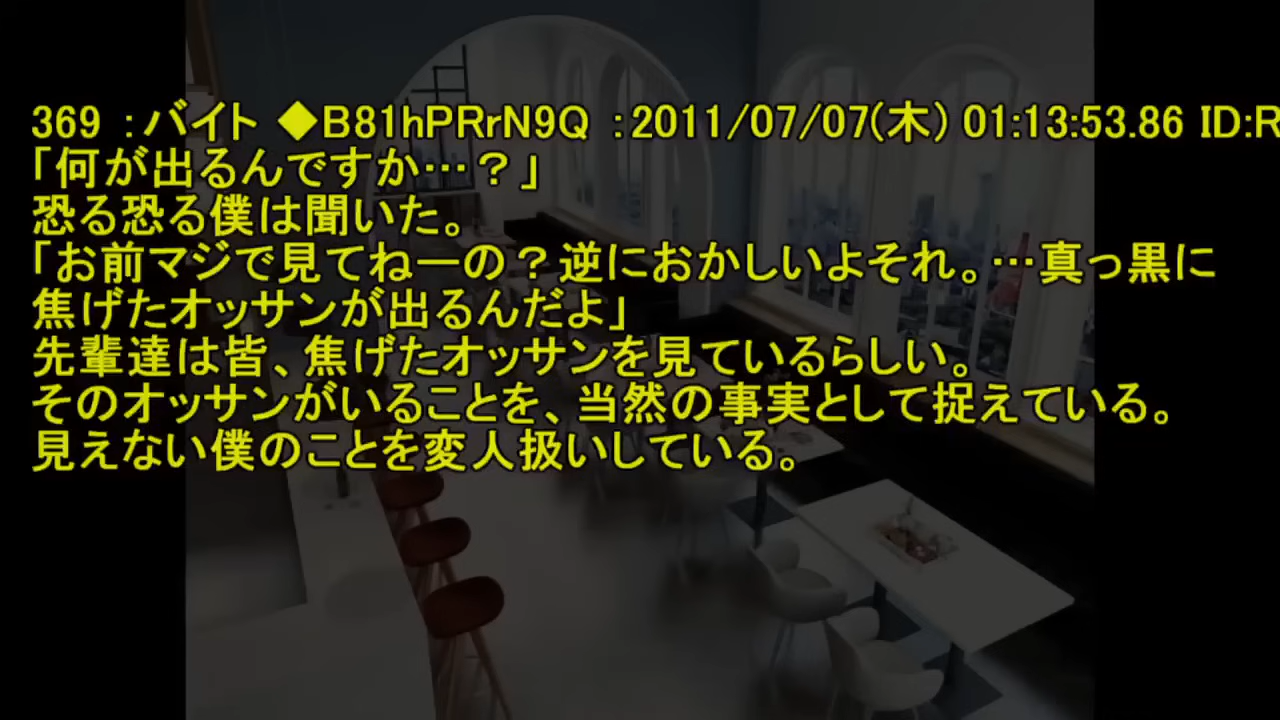 369 ：バイト ◆B81hPRrN9Q ：2011/07/07(木) 01:13:53.86 ID:R
「何が出るんですか…？」
恐る恐る僕は聞いた。
「お前マジで見てねーの？逆におかしいよそれ。…真っ黒に
焦げたオッサンが出るんだよ」
先輩達は皆、焦げたオッサンを見ているらしい。
そのオッサンがいることを、当然の事実として捉えている。
見えない僕のことを変人扱いしている。